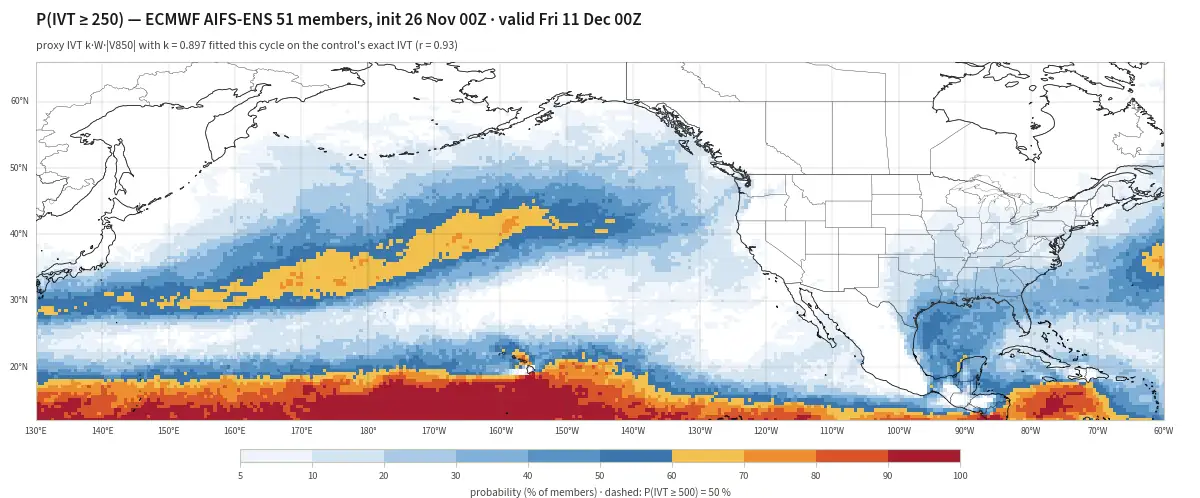 P(IVT ≥ 250) — ECMWF AIFS-ENS 51 members, init 26 Nov 00Z · valid Fri 11 Dec 00Z
proxy IVT k·W·|V850| with k = 0.897 fitted this cycle on the control's exact IVT (r = 0.93)
60°N
50°N
40°N
30°N
20°N
130°E 140°E 150°E 160°E 170°E 180° 170°W 160°W 150°W 140°W 130°W 120°W 110°W 100°W 90°W 80°W 70°W 60°W
5 10 20 30 40 50 60 70 80 90 100
probability (% of members) · dashed: P(IVT ≥ 500) = 50 %